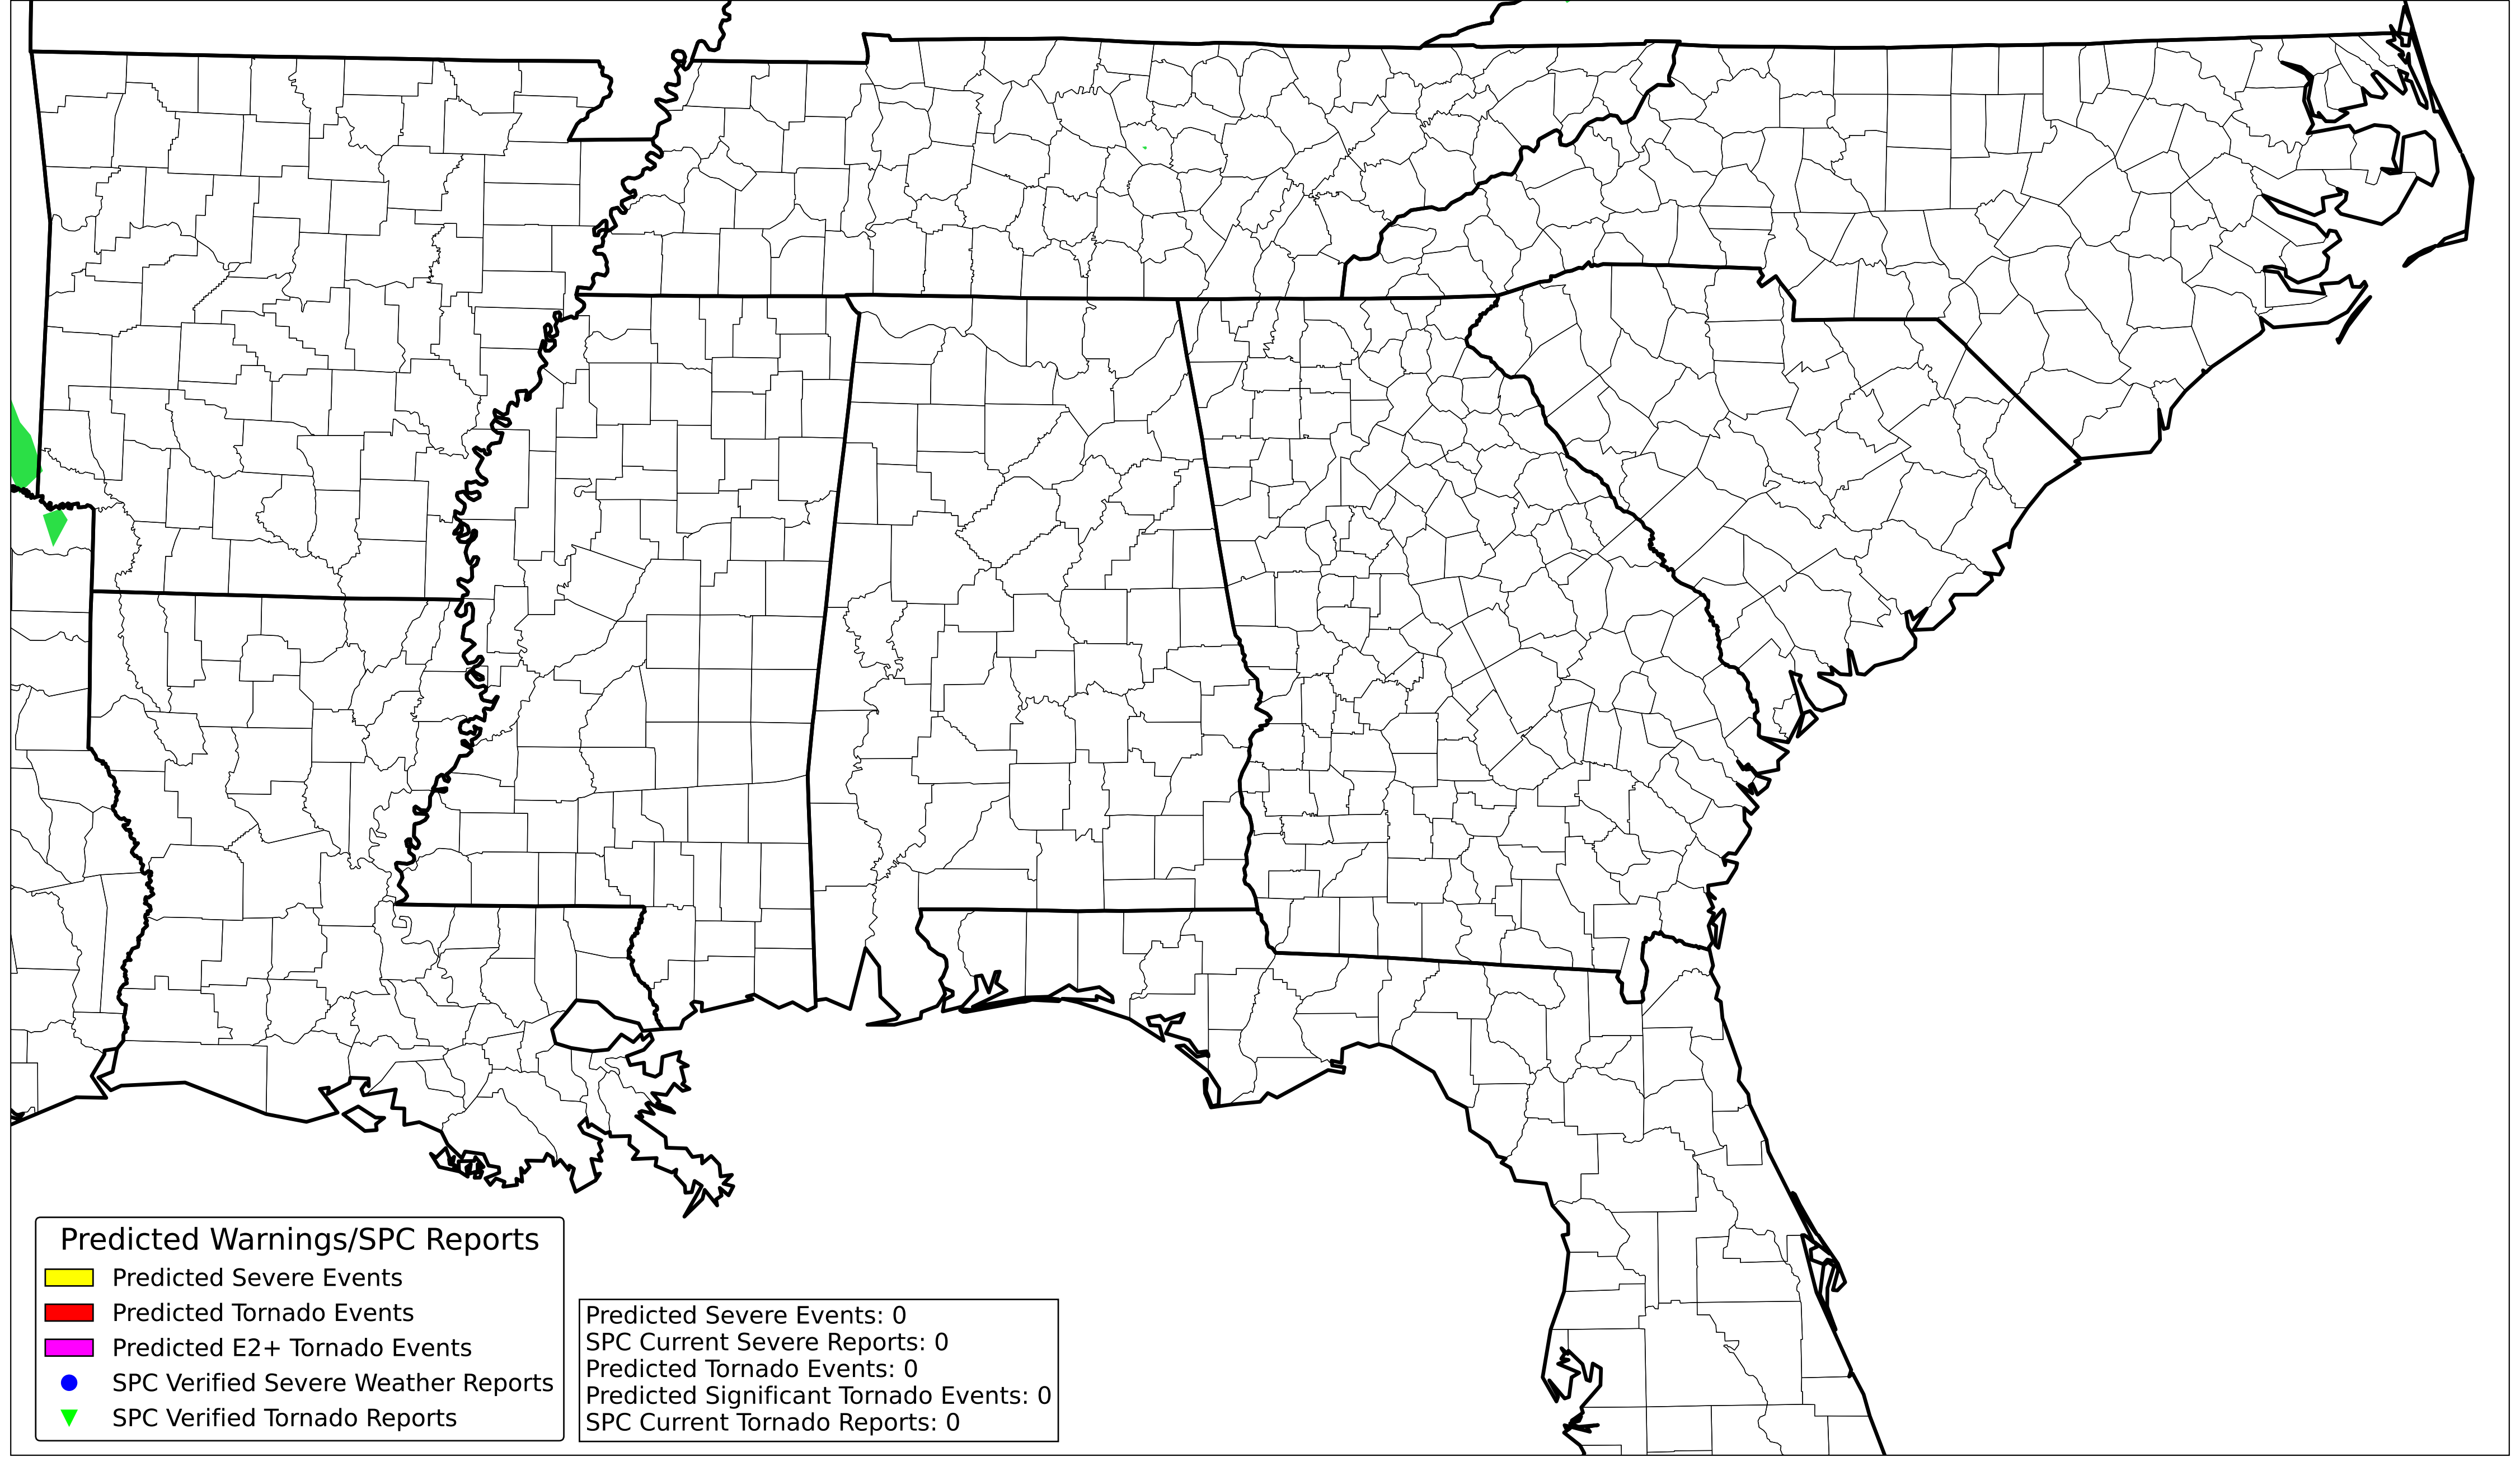 Predicted Warnings/SPC Reports
Predicted Severe Events
Predicted Tornado Events
Predicted E2+ Tornado Events
SPC Verified Severe Weather Reports
SPC Verified Tornado Reports
Predicted Severe Events: 0
SPC Current Severe Reports: 0
Predicted Tornado Events: 0
Predicted Significant Tornado Events: 0
SPC Current Tornado Reports: 0